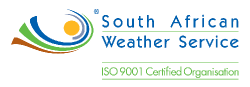 ®
South African
Weather Service
ISO 9001 Certified Organisation